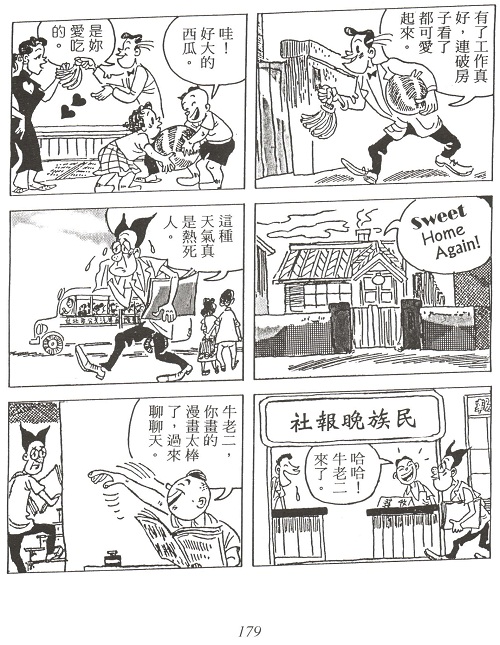 有了工作真
好，連破房
子看了
都可愛
起來。
哇！
好大的
西瓜。
是妳
愛吃
的。
Sweet
Home
Again!
這種
天氣真
是熱死
人。
民族晚報社
哈哈！
牛老二
來了。
牛老二，
你畫的
漫畫太棒
了，過來
聊聊天。
179